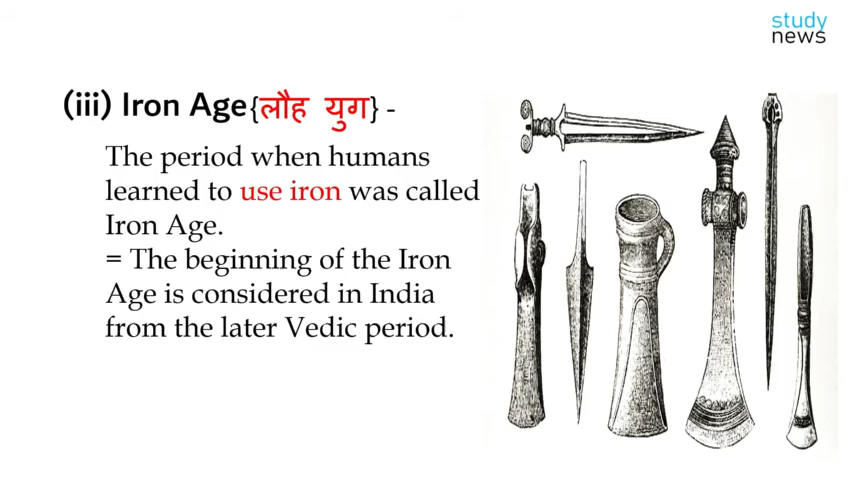 study
news
(iii) Iron Age{लौह युग} -
The period when humans
learned to use iron was called
Iron Age.
= The beginning of the Iron
Age is considered in India
from the later Vedic period.